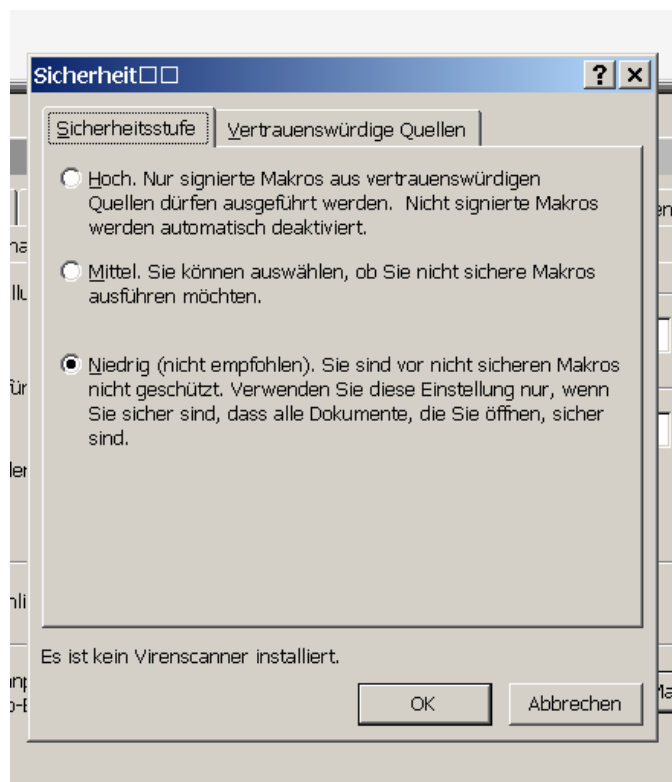 Sicherheit□□
Sicherheitsstufe
Vertrauenswürdige Quellen
Hoch. Nur signierte Makros aus vertrauenswürdigen
Quellen dürfen ausgeführt werden. Nicht signierte Makros
werden automatisch deaktiviert.
Mittel. Sie können auswählen, ob Sie nicht sichere Makros
ausführen möchten.
Niedrig (nicht empfohlen). Sie sind vor nicht sicheren Makros
nicht geschützt. Verwenden Sie diese Einstellung nur, wenn
Sie sicher sind, dass alle Dokumente, die Sie öffnen, sicher
sind.
Es ist kein Virenscanner installiert.
OK
Abbrechen